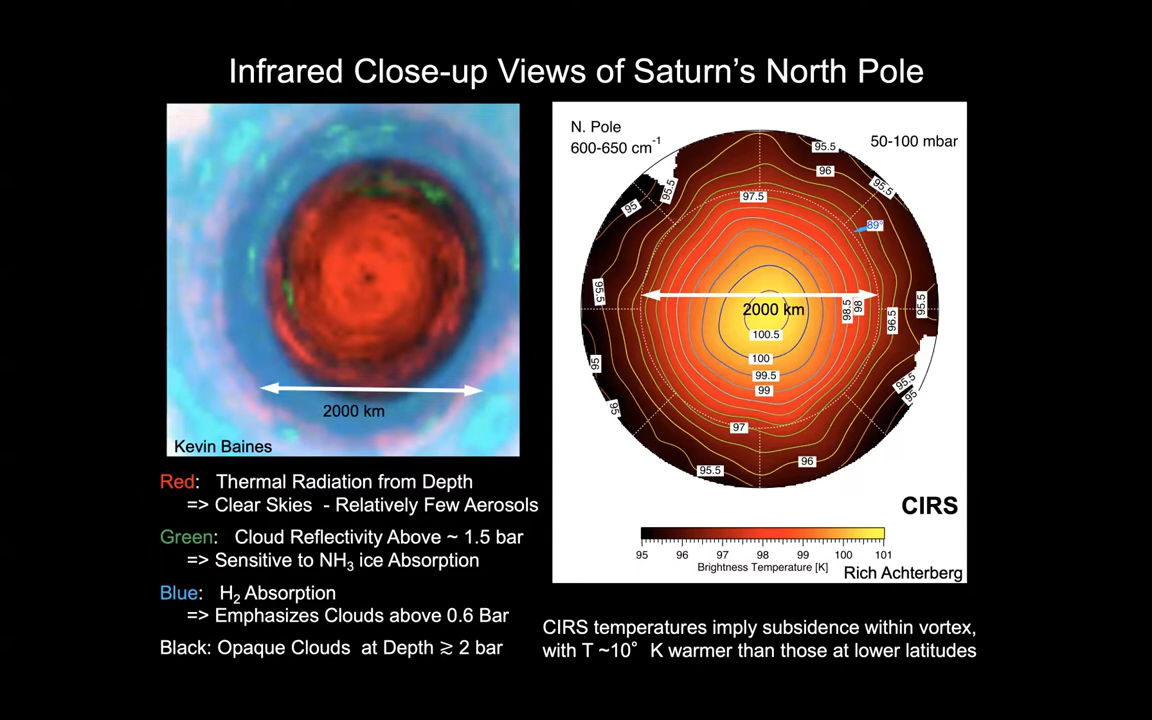 Infrared Close-up Views of Saturn's North Pole
2000 km
Kevin Baines
Red: Thermal Radiation from Depth
=> Clear Skies - Relatively Few Aerosols
Green: Cloud Reflectivity Above ~ 1.5 bar
=> Sensitive to NH3 ice Absorption
Blue: H2 Absorption
=> Emphasizes Clouds above 0.6 Bar
Black: Opaque Clouds at Depth ≳ 2 bar
N. Pole
600-650 cm-1
50-100 mbar
95.5
96
95.5
95.5
95
97.5
89°
95.5
2000 km
98.5
98
96.5
95.5
100.5
100
99.5
99
95
95.5
95
95
97
96
95.5
CIRS
95 96 97 98 99 100 101
Brightness Temperature [K]
Rich Achterberg
CIRS temperatures imply subsidence within vortex,
with T ~10° K warmer than those at lower latitudes